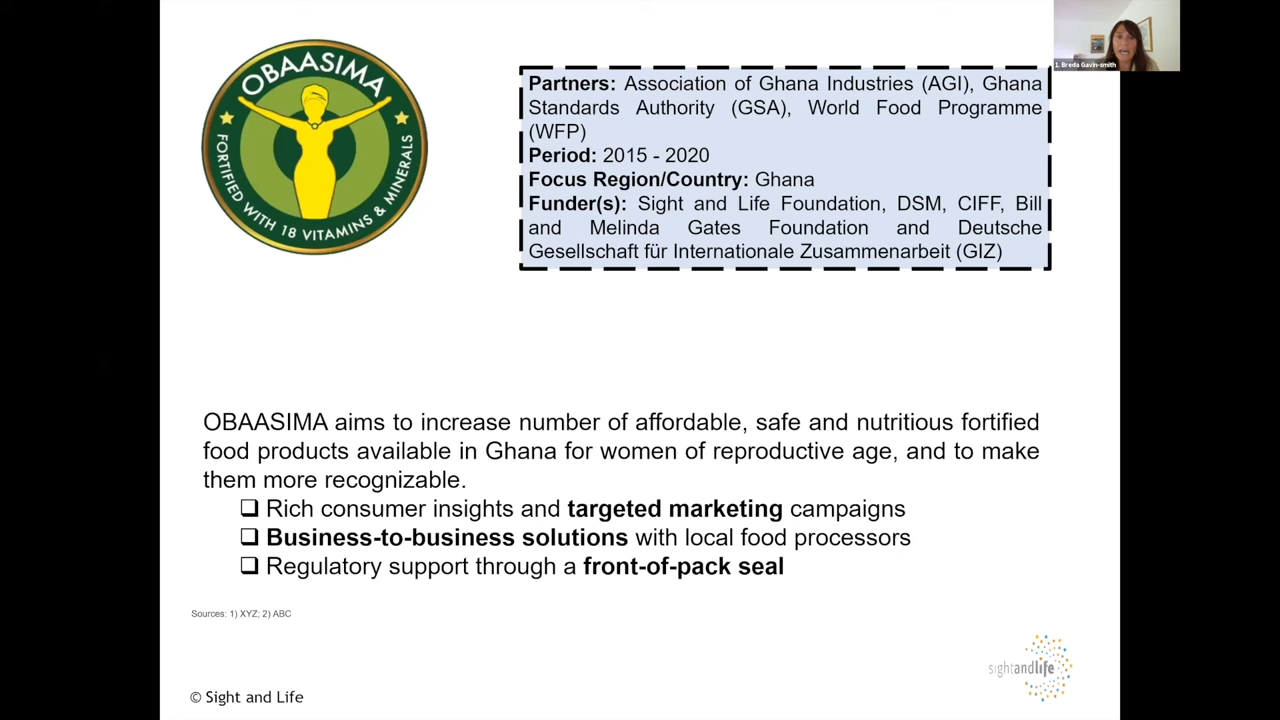 OBAASIMA
FORTIFIED WITH 18 VITAMINS & MINERALS
1. Breda Gavin-smith
Partners: Association of Ghana Industries (AGI), Ghana
Standards Authority (GSA), World Food Programme
(WFP)
Period: 2015 - 2020
Focus Region/Country: Ghana
Funder(s): Sight and Life Foundation, DSM, CIFF, Bill
and Melinda Gates Foundation and Deutsche
Gesellschaft für Internationale Zusammenarbeit (GIZ)
OBAASIMA aims to increase number of affordable, safe and nutritious fortified
food products available in Ghana for women of reproductive age, and to make
them more recognizable.
❑ Rich consumer insights and targeted marketing campaigns
❑ Business-to-business solutions with local food processors
❑ Regulatory support through a front-of-pack seal
Sources: 1) XYZ; 2) ABC
sightandlife
© Sight and Life